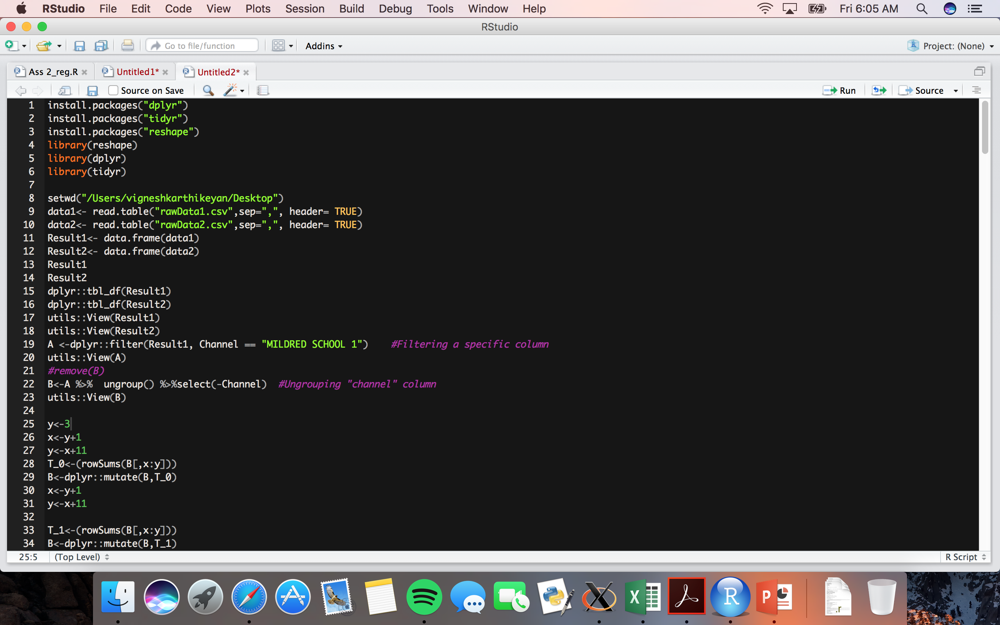 RStudio File Edit Code View Plots Session Build Debug Tools Window Help Fri 6:05 AM
RStudio
Go to file/function Addins Project: (None)
Ass 2_reg.R Untitled1* Untitled2*
Source on Save Run Source
1 install.packages("dplyr")
2 install.packages("tidyr")
3 install.packages("reshape")
4 library(reshape)
5 library(dplyr)
6 library(tidyr)
7
8 setwd("/Users/vigneshkarthikeyan/Desktop")
9 data1<- read.table("rawData1.csv",sep=",", header= TRUE)
10 data2<- read.table("rawData2.csv",sep=",", header= TRUE)
11 Result1<- data.frame(data1)
12 Result2<- data.frame(data2)
13 Result1
14 Result2
15 dplyr::tbl_df(Result1)
16 dplyr::tbl_df(Result2)
17 utils::View(Result1)
18 utils::View(Result2)
19 A <-dplyr::filter(Result1, Channel == "MILDRED SCHOOL 1")    #Filtering a specific column
20 utils::View(A)
21 #remove(B)
22 B<-A %>%  ungroup() %>%select(-Channel)  #Ungrouping "channel" column
23 utils::View(B)
24
25 y<-3
26 x<-y+1
27 y<-x+11
28 T_0<-(rowSums(B[,x:y]))
29 B<-dplyr::mutate(B,T_0)
30 x<-y+1
31 y<-x+11
32
33 T_1<-(rowSums(B[,x:y]))
34 B<-dplyr::mutate(B,T_1)
25:5 (Top Level) R Script